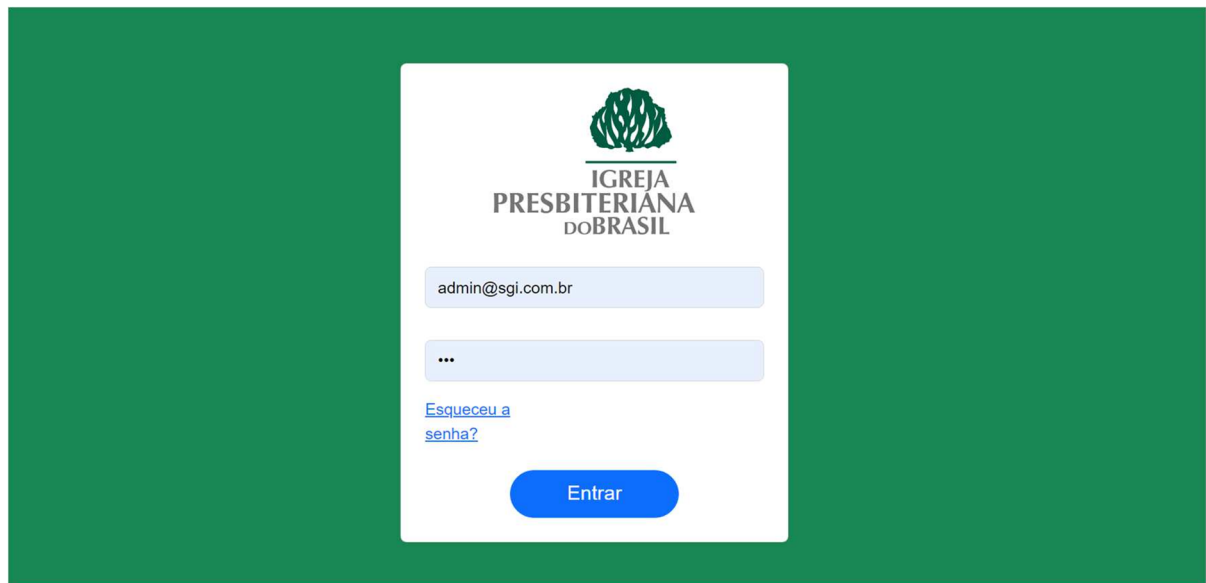 IGREJA
PRESBITERIANA
DOBRASIL
admin@sgi.com.br
•••
Esqueceu a
senha?
Entrar